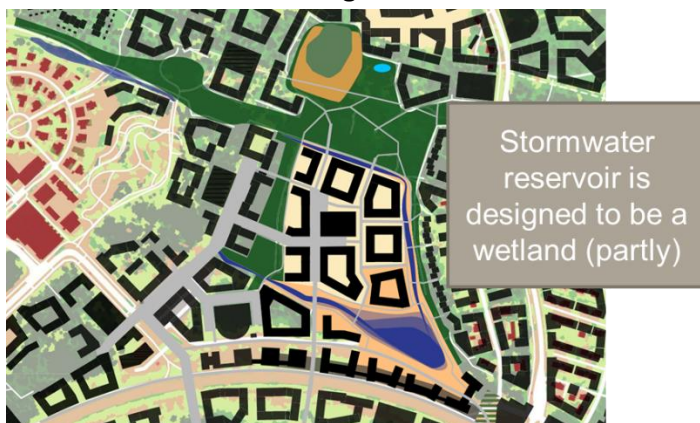 Stormwater
reservoir is
designed to be a
wetland (partly)